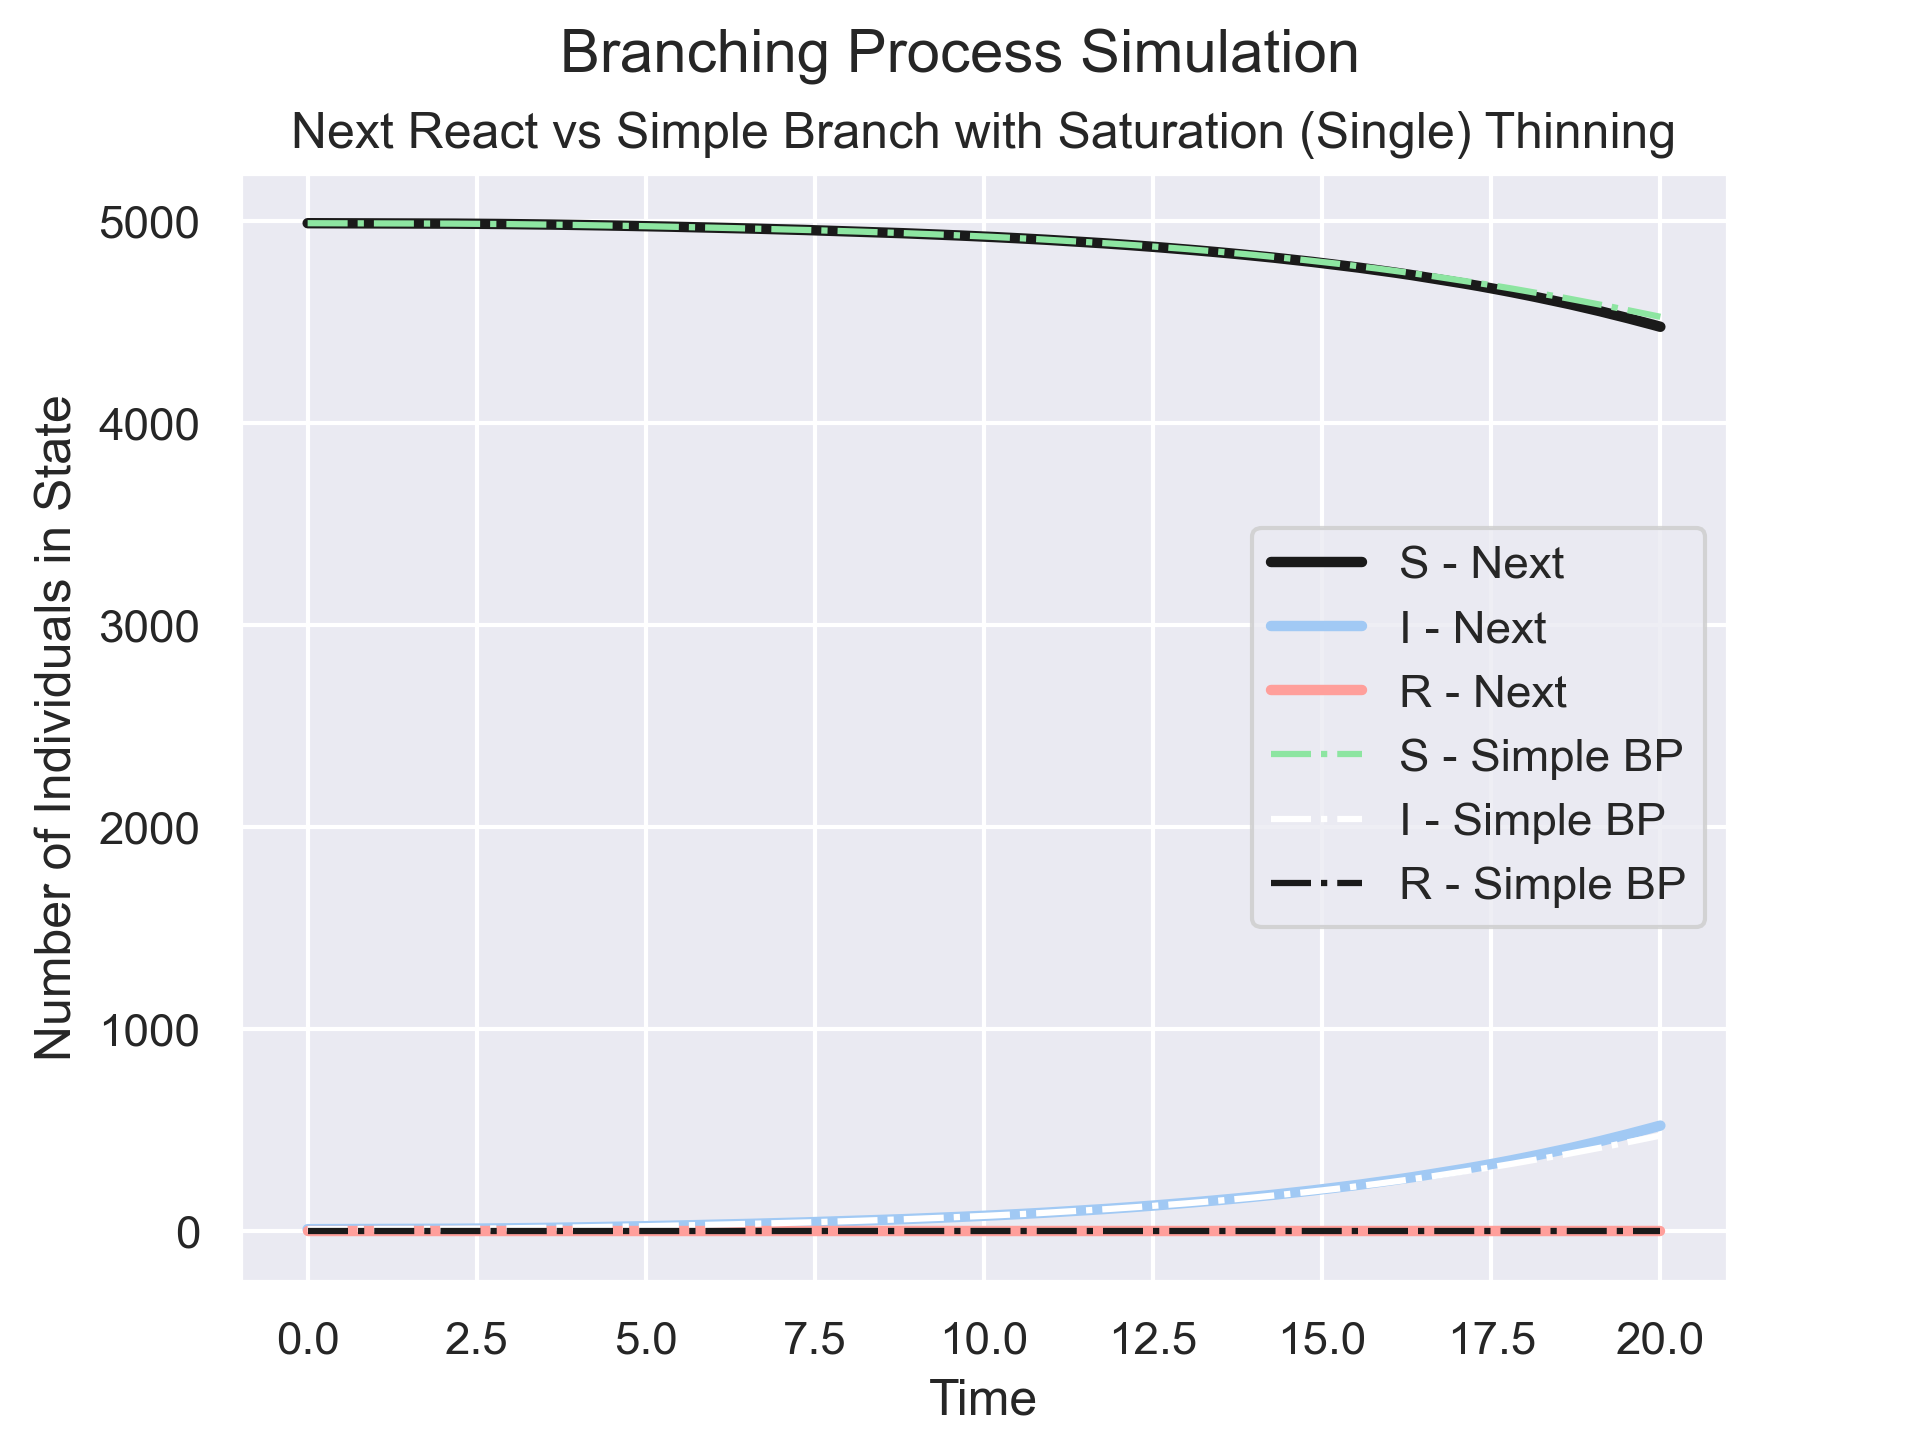 Branching Process Simulation
Next React vs Simple Branch with Saturation (Single) Thinning
Number of Individuals in State
5000
4000
3000
2000
1000
0
S - Next
I - Next
R - Next
S - Simple BP
I - Simple BP
R - Simple BP
0.0 2.5 5.0 7.5 10.0 12.5 15.0 17.5 20.0
Time